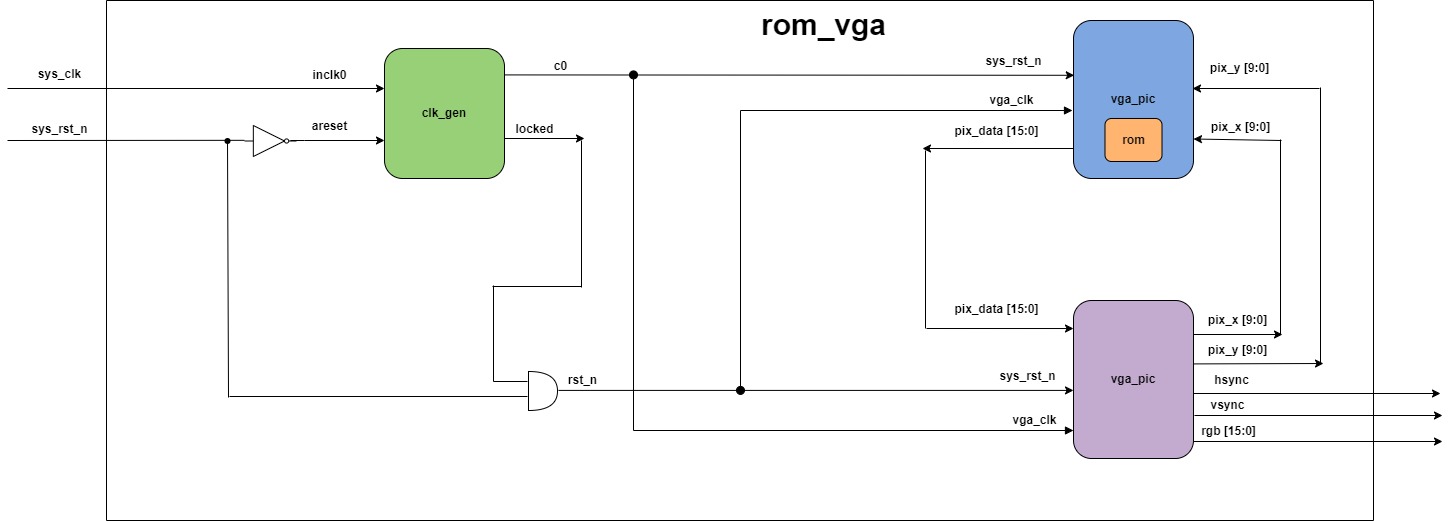 rom_vga
sys_clk
inclk0
c0
sys_rst_n
pix_y [9:0]
vga_clk
vga_pic
clk_gen
sys_rst_n
areset
locked
pix_data [15:0]
pix_x [9:0]
rom
pix_data [15:0]
pix_x [9:0]
pix_y [9:0]
rst_n
sys_rst_n
vga_pic
hsync
vsync
vga_clk
rgb [15:0]